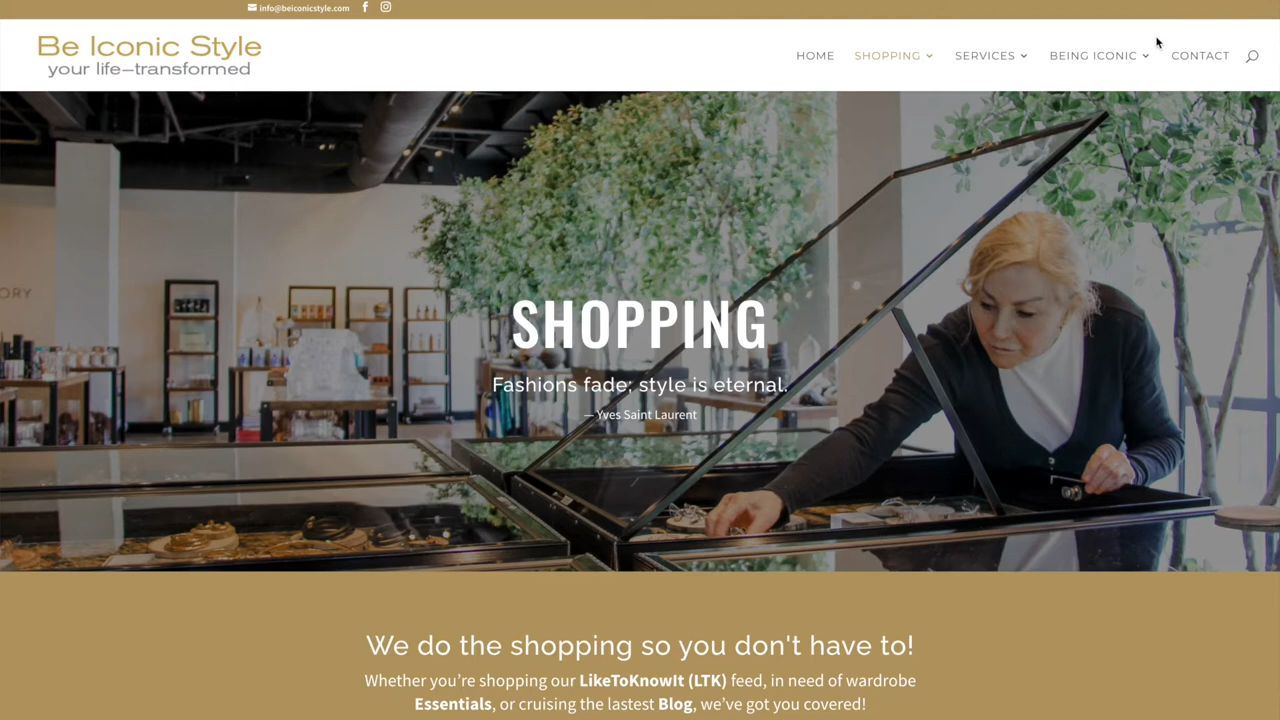 info@beiconicstyle.com
Be Iconic Style
your life—transformed
HOME
SHOPPING
SERVICES
BEING ICONIC
CONTACT
ORY
SHOPPING
Fashions fade; style is eternal.
— Yves Saint Laurent
We do the shopping so you don't have to!
Whether you're shopping our LikeToKnowIt (LTK) feed, in need of wardrobe
Essentials, or cruising the lastest Blog, we've got you covered!